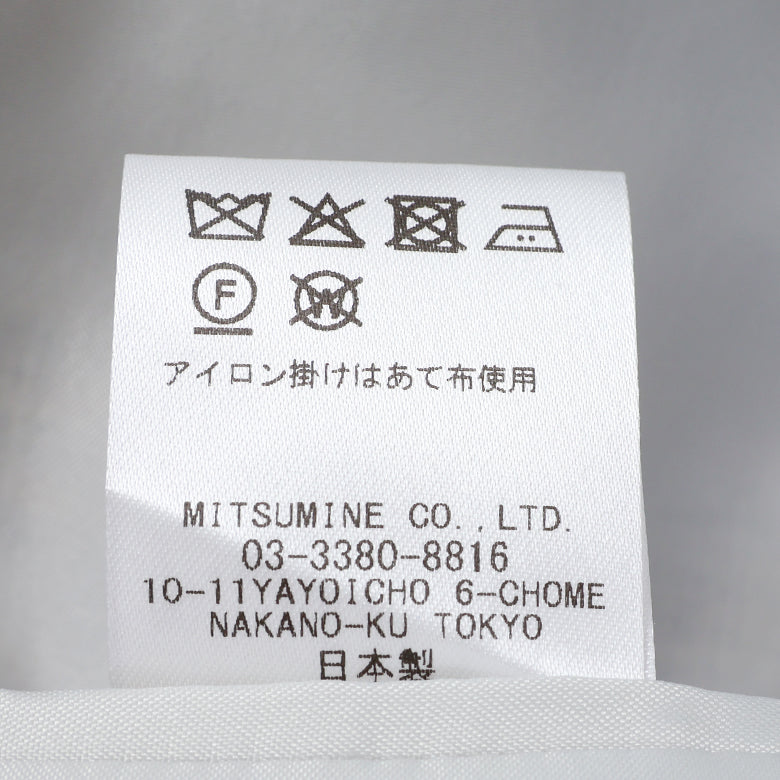 F W
アイロン掛けはあて布使用
MITSUMINE CO.,LTD.
03-3380-8816
10-11YAYOICHO 6-CHOME
NAKANO-KU TOKYO
日本製